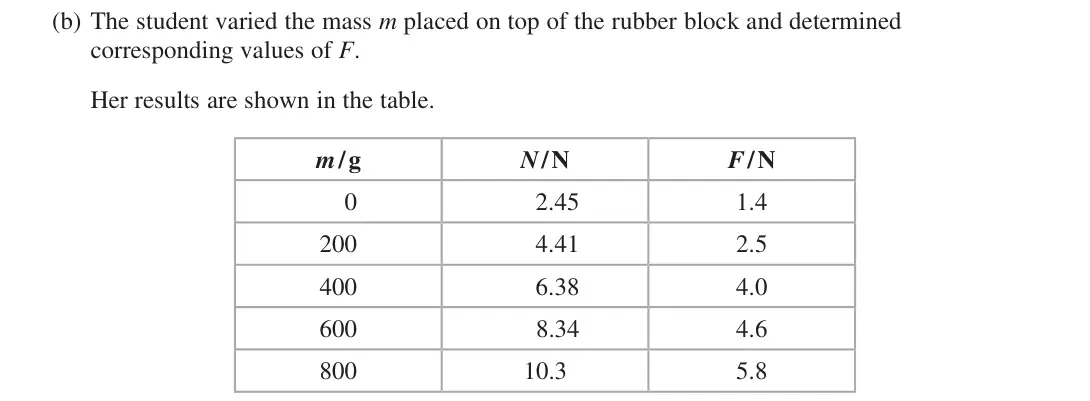 (b) The student varied the mass m placed on top of the rubber block and determined
corresponding values of F.
Her results are shown in the table.
m/g N/N F/N
0 2.45 1.4
200 4.41 2.5
400 6.38 4.0
600 8.34 4.6
800 10.3 5.8